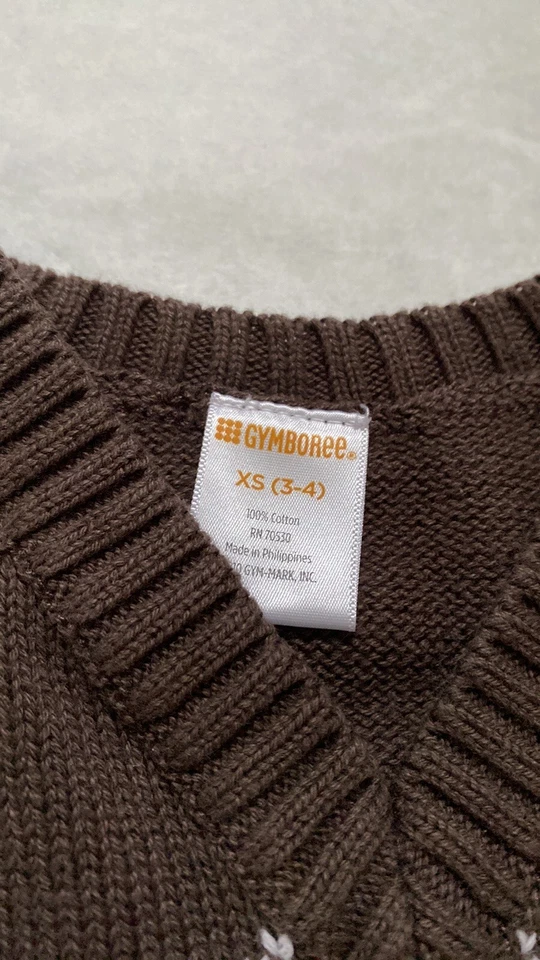 GYMBOREE®
XS (3-4)
100% Cotton
RN 70530
Made in Philippines
GYM-MARK, INC.